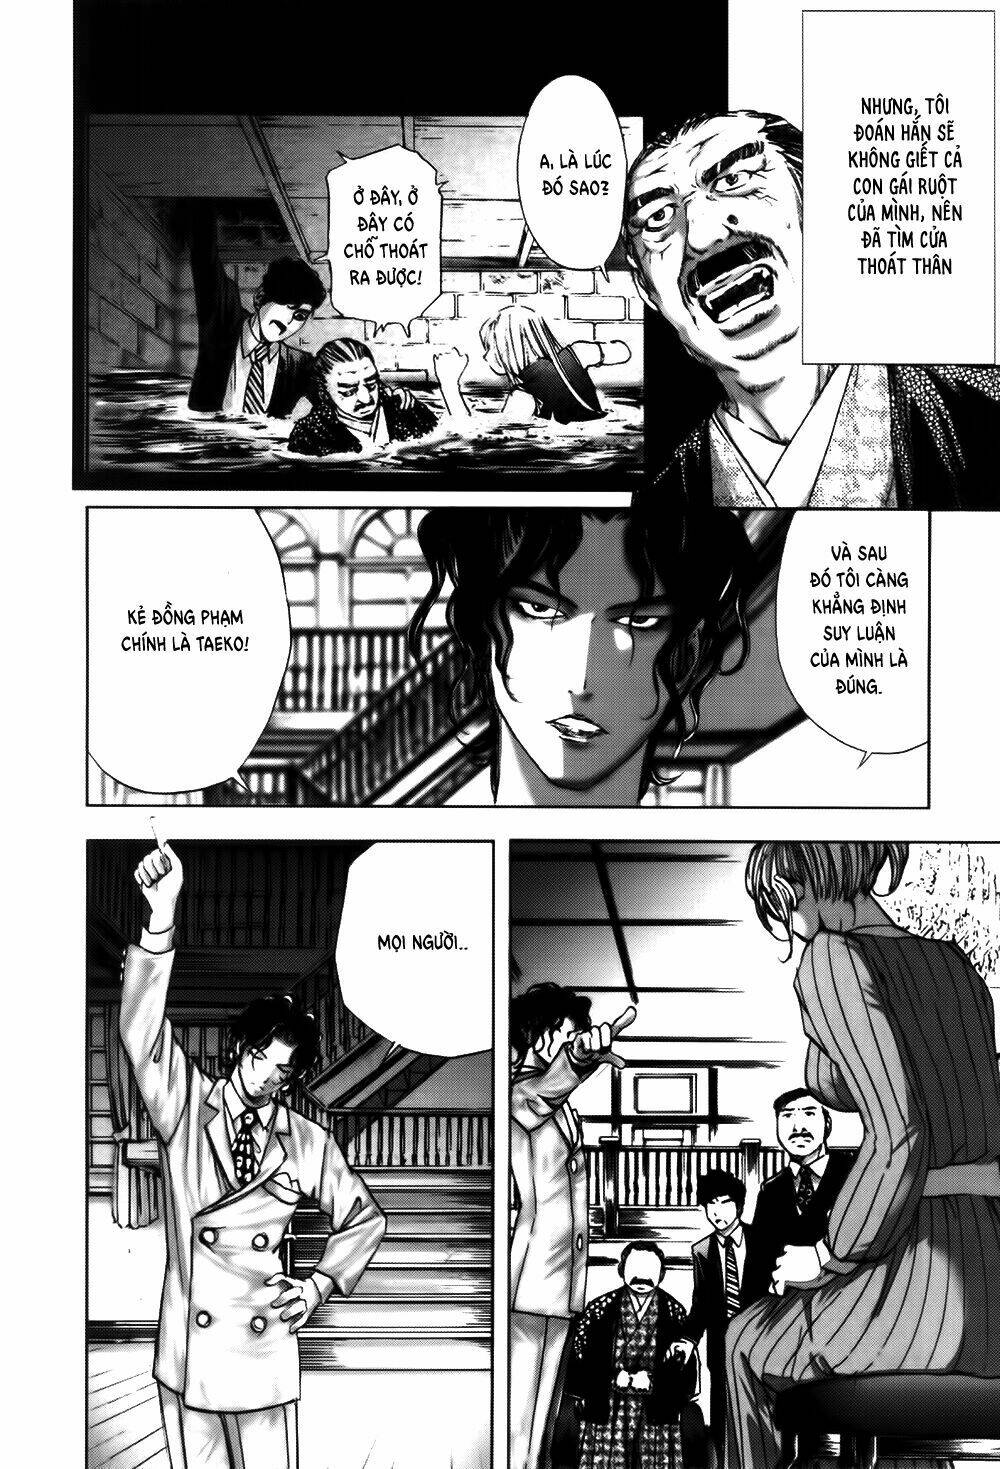 NHƯNG, TÔI
ĐOÁN HẮN SẼ
KHÔNG GIẾT CẢ
CON GÁI RUỘT
CỦA MÌNH, NÊN
ĐÃ TÌM CỬA
THOÁT THÂN
A, LÀ LÚC
ĐÓ SAO?
Ở ĐÂY, Ở
ĐÂY CÓ
CHỖ THOÁT
RA ĐƯỢC!
VÀ SAU
ĐÓ TÔI CÀNG
KHẲNG ĐỊNH
SUY LUẬN
CỦA MÌNH LÀ
ĐÚNG.
KẺ ĐỒNG PHẠM
CHÍNH LÀ TAEKO!
MỌI NGƯỜI..